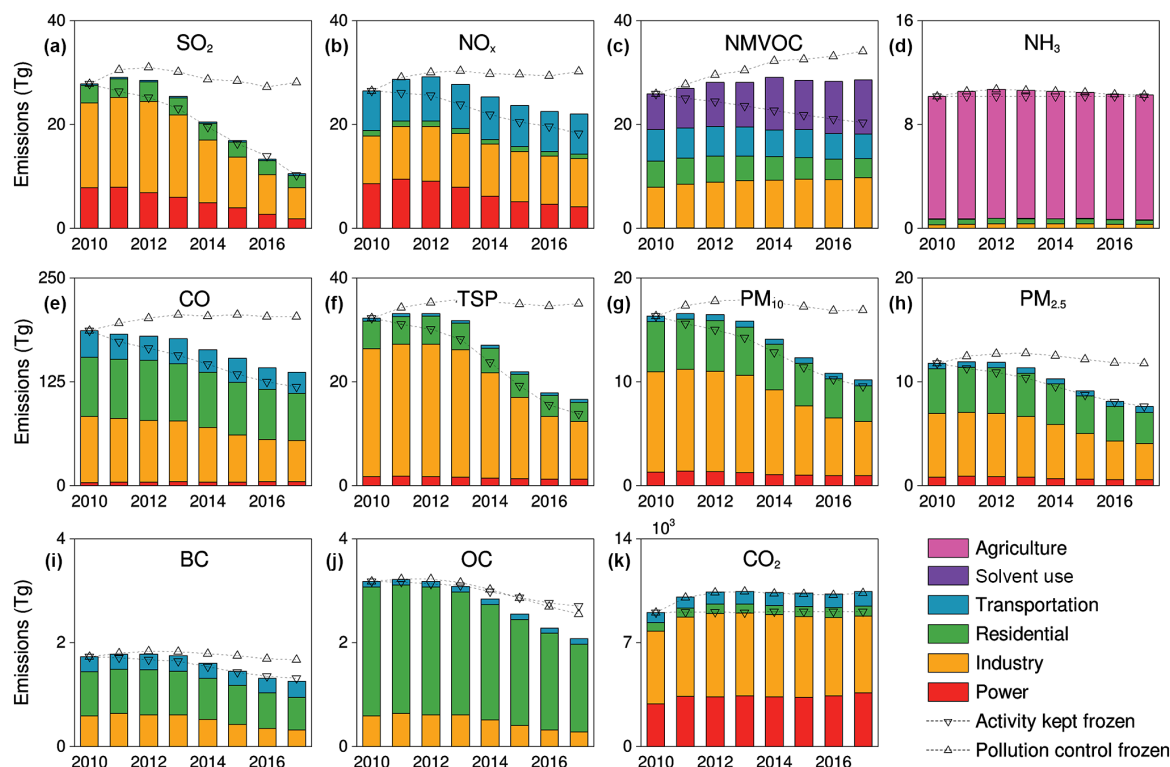 40
(a)
SO₂
Emissions (Tg)
20
0
2010 2012 2014 2016
40
(b)
NOₓ
20
0
2010 2012 2014 2016
40
(c)
NMVOC
20
0
2010 2012 2014 2016
16
(d)
NH₃
8
0
2010 2012 2014 2016
250
(e)
CO
Emissions (Tg)
125
0
2010 2012 2014 2016
40
(f)
TSP
20
0
2010 2012 2014 2016
20
(g)
PM₁₀
10
0
2010 2012 2014 2016
20
(h)
PM₂.₅
10
0
2010 2012 2014 2016
4
(i)
BC
Emissions (Tg)
2
0
2010 2012 2014 2016
4
(j)
OC
2
0
2010 2012 2014 2016
10³
14
(k)
CO₂
7
0
2010 2012 2014 2016
Agriculture
Solvent use
Transportation
Residential
Industry
Power
Activity kept frozen
Pollution control frozen